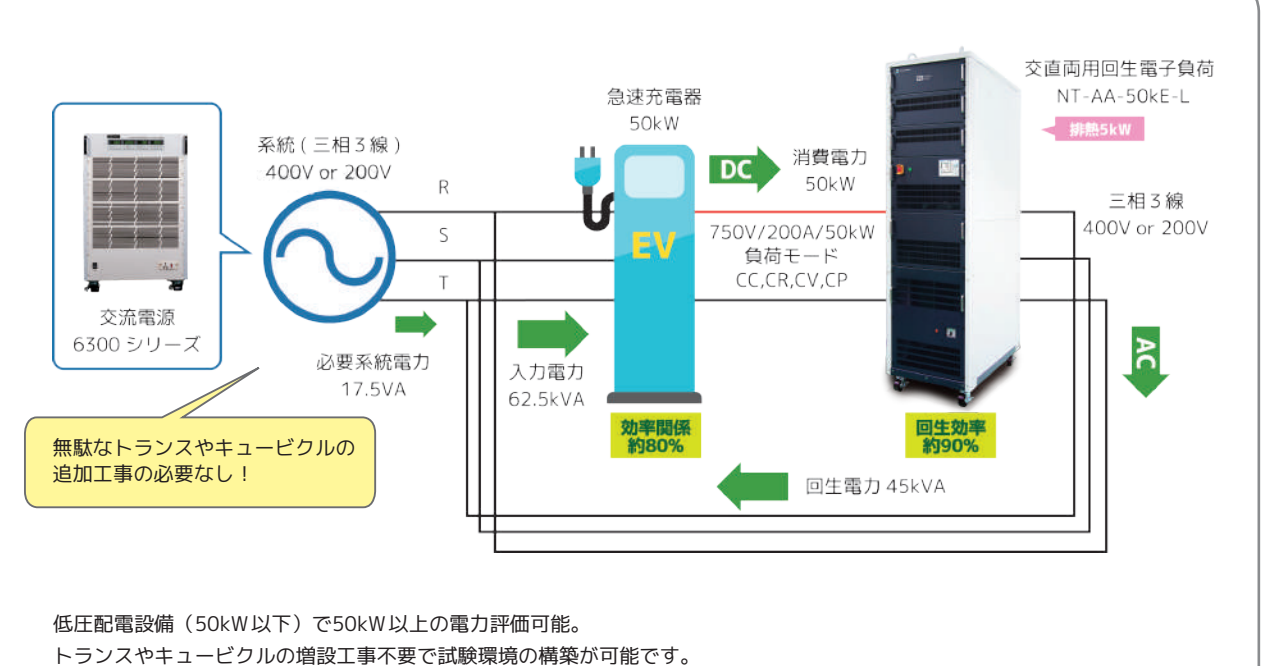 交流電源
6300 シリーズ
系統 ( 三相３線 )
400V or 200V
R
S
T
必要系統電力
17.5VA
無駄なトランスやキュービクルの
追加工事の必要なし！
入力電力
62.5kVA
急速充電器
50kW
EV
効率関係
約80%
DC
消費電力
50kW
750V/200A/50kW
負荷モード
CC,CR,CV,CP
交直両用回生電子負荷
NT-AA-50kE-L
排熱5kW
三相３線
400V or 200V
AC
回生効率
約90%
回生電力 45kVA
低圧配電設備（50kW以下）で50kW以上の電力評価可能。
トランスやキュービクルの増設工事不要で試験環境の構築が可能です。